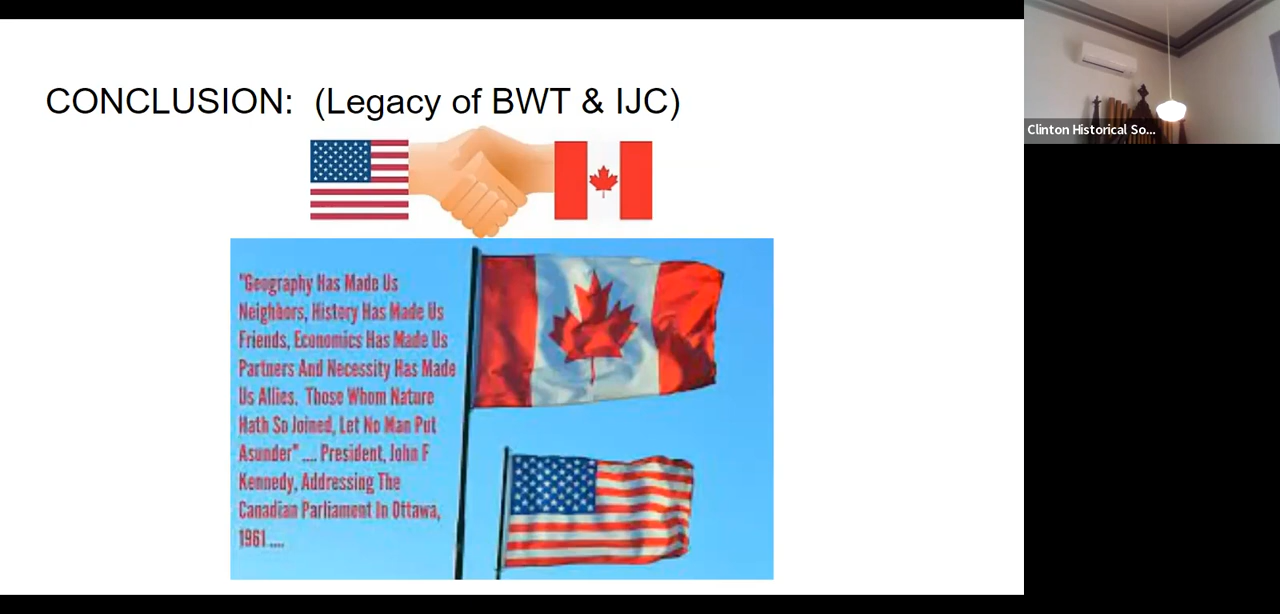 CONCLUSION: (Legacy of BWT & IJC)
"Geography Has Made Us
Neighbors, History Has Made Us
Friends, Economics Has Made Us
Partners And Necessity Has Made
Us Allies. Those Whom Nature
Hath So Joined, Let No Man Put
Asunder" .... President, John F
Kennedy, Addressing The
Canadian Parliament In Ottawa,
1961 ....
Clinton Historical So...